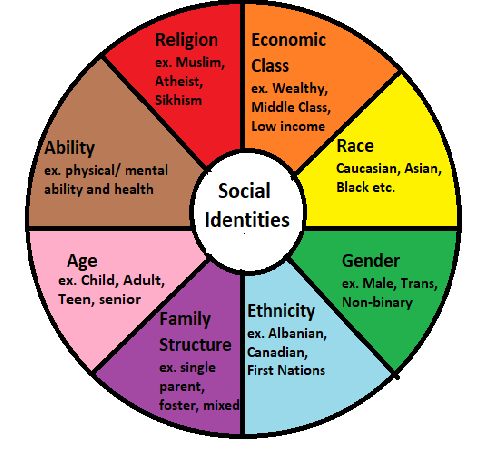 Social
Identities
Religion
ex. Muslim,
Atheist,
Sikhism
Economic
Class
ex. Wealthy,
Middle Class,
Low income
Race
Caucasian, Asian,
Black etc.
Gender
ex. Male, Trans,
Non-binary
Ethnicity
ex. Albanian,
Canadian,
First Nations
Family
Structure
ex. single
parent,
foster, mixed
Age
ex. Child, Adult,
Teen, senior
Ability
ex. physical/ mental
ability and health